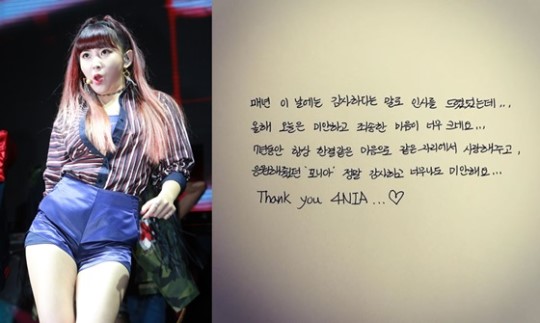 매년 이 날에는 감사하다는 말로 인사를 드렸었는데...
올해 오늘은 미안하고 죄송한 마음이 너무 크네요...
7년동안 항상 한결같은 마음으로 같은 자리에서 사랑해주고,
응원해줬던 '포니아' 정말 감사하고 너무나도 미안해요...
Thank you 4NIA...♡